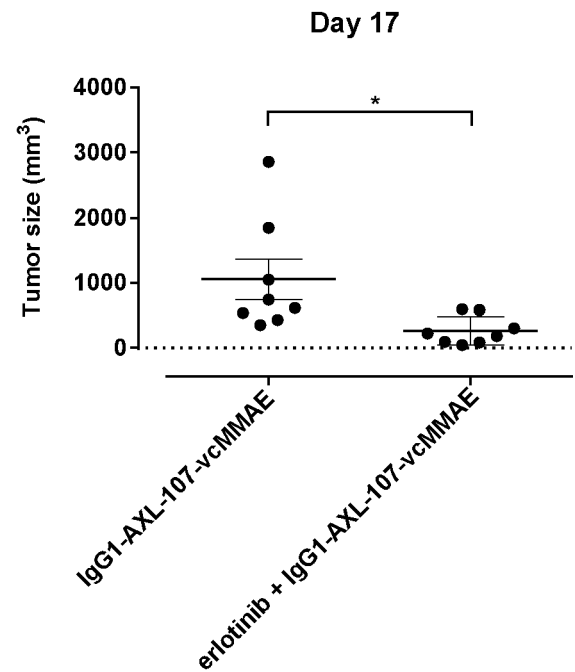 Day 17
Tumor size (mm³)
4000
3000
2000
1000
0
*
IgG1-AXL-107-vcMMAE
erlotinib + IgG1-AXL-107-vcMMAE